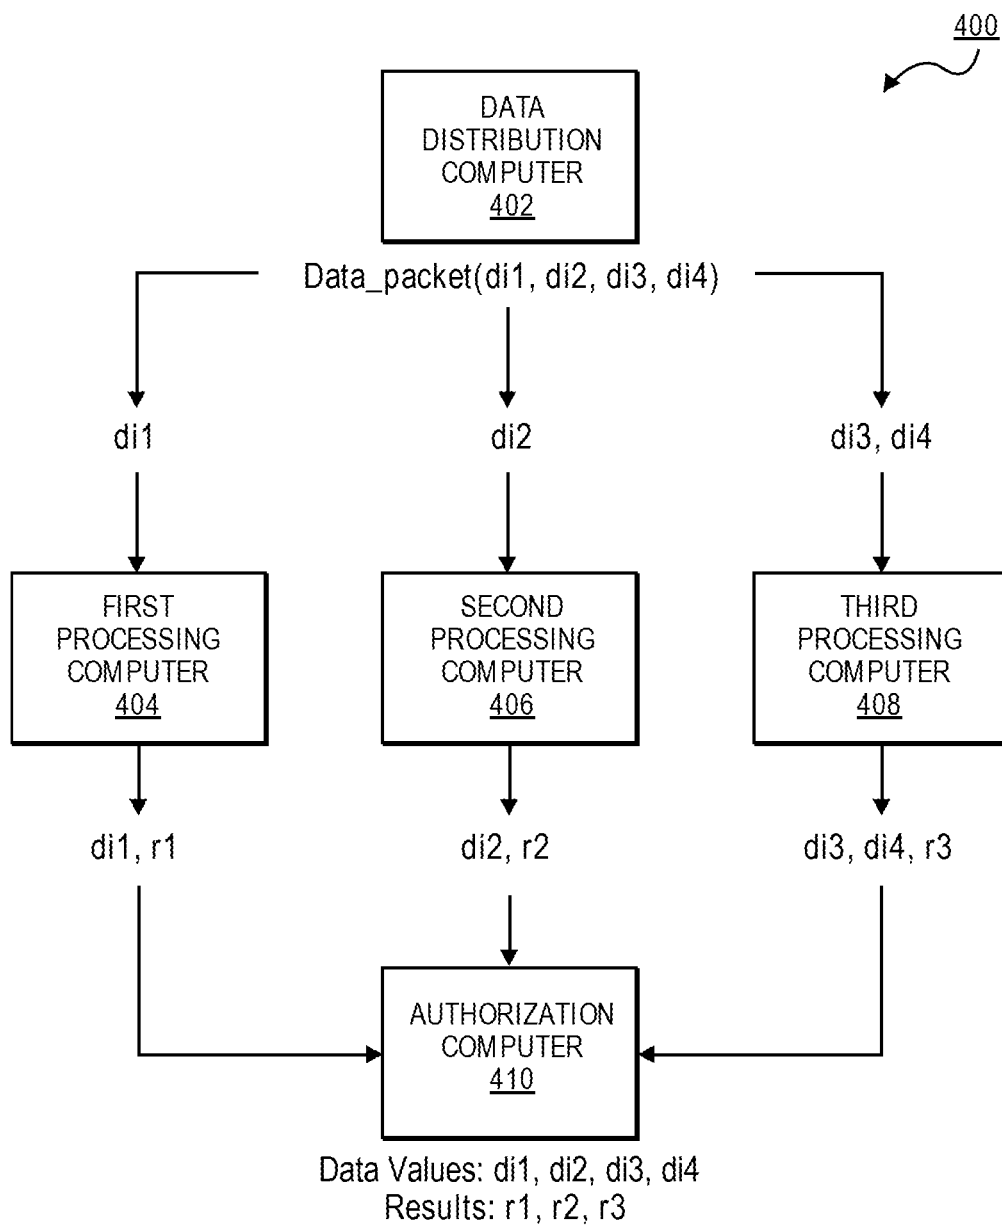 400
DATA
DISTRIBUTION
COMPUTER
402
Data_packet(di1, di2, di3, di4)
di1
di2
di3, di4
FIRST
PROCESSING
COMPUTER
404
SECOND
PROCESSING
COMPUTER
406
THIRD
PROCESSING
COMPUTER
408
di1, r1
di2, r2
di3, di4, r3
AUTHORIZATION
COMPUTER
410
Data Values: di1, di2, di3, di4
Results: r1, r2, r3